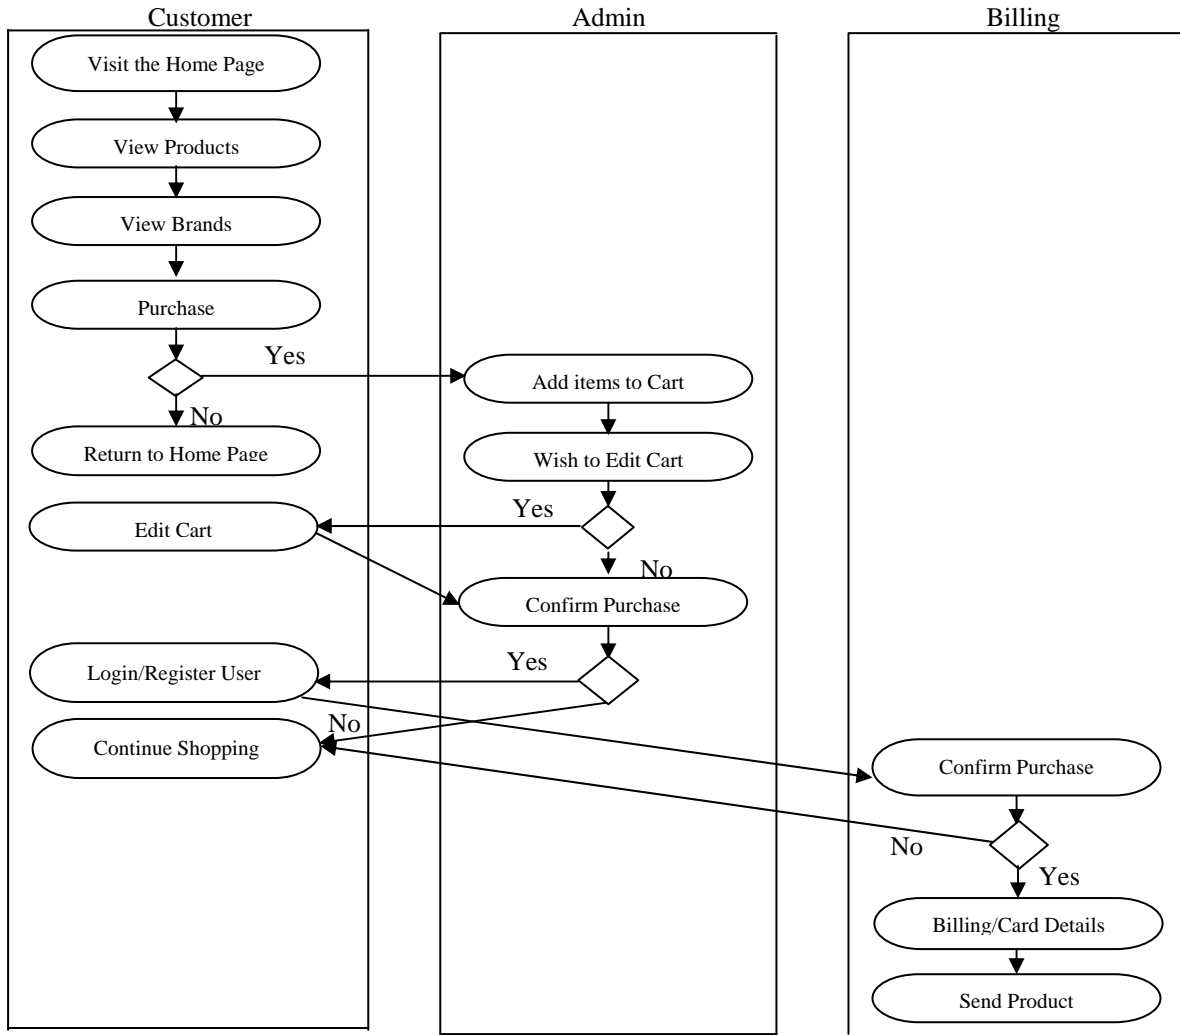 Customer
Admin
Billing
Visit the Home Page
View Products
View Brands
Purchase
Yes
Add items to Cart
No
Return to Home Page
Wish to Edit Cart
Yes
Edit Cart
No
Confirm Purchase
Yes
Login/Register User
No
Continue Shopping
Confirm Purchase
No
Yes
Billing/Card Details
Send Product